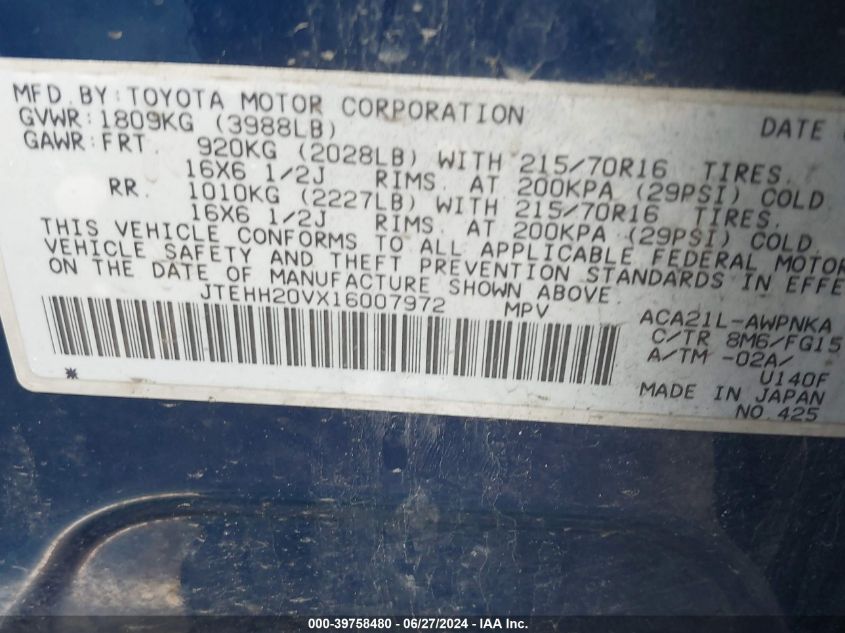 MFD. BY: TOYOTA MOTOR CORPORATION DATE
GVWR: 1809KG (3988LB)
GAWR: FRT. 920KG (2028LB) WITH 215/70R16 TIRES.
16X6 1/2J RIMS. AT 200KPA (29PSI) COLD
RR. 1010KG (2227LB) WITH 215/70R16 TIRES.
16X6 1/2J RIMS. AT 200KPA (29PSI) COLD.
THIS VEHICLE CONFORMS TO ALL APPLICABLE FEDERAL MOTOR
VEHICLE SAFETY AND THEFT PREVENTION STANDARDS IN EFFE
ON THE DATE OF MANUFACTURE SHOWN ABOVE.
JTEHH20VX16007972 MPV
ACA21L-AWPNKA
C/TR 8M6/FG15
A/TM -02A/
U140F
MADE IN JAPAN
NO.425
*
000-39758480 - 06/27/2024 - IAA Inc.